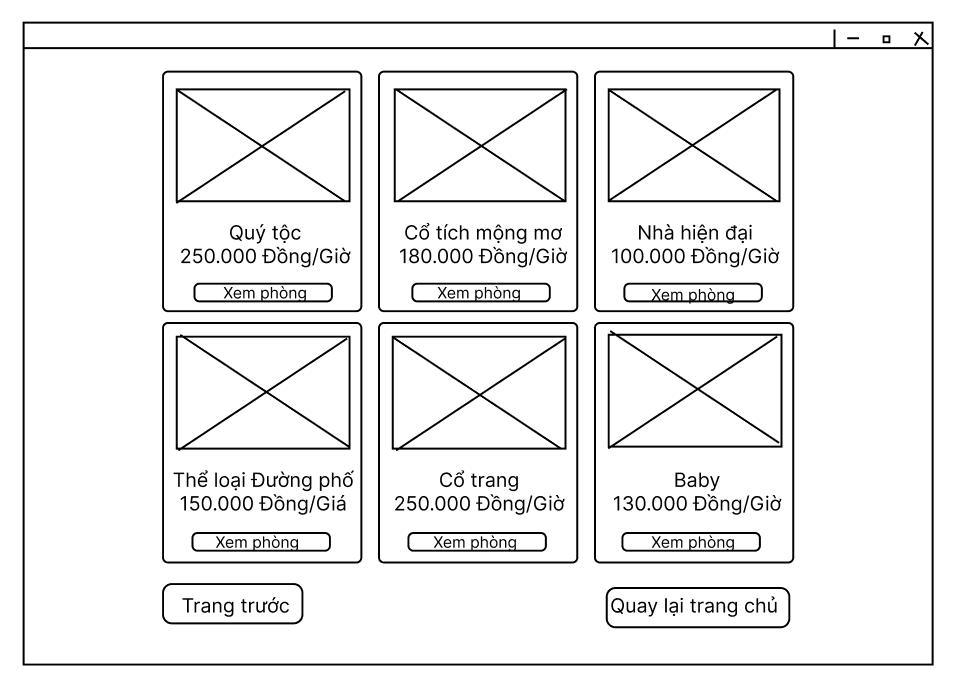 Quý tộc
250.000 Đồng/Giờ
Xem phòng
Cổ tích mộng mơ
180.000 Đồng/Giờ
Xem phòng
Nhà hiện đại
100.000 Đồng/Giờ
Xem phòng
Thể loại Đường phố
150.000 Đồng/Giá
Xem phòng
Cổ trang
250.000 Đồng/Giờ
Xem phòng
Baby
130.000 Đồng/Giờ
Xem phòng
Trang trước
Quay lại trang chủ